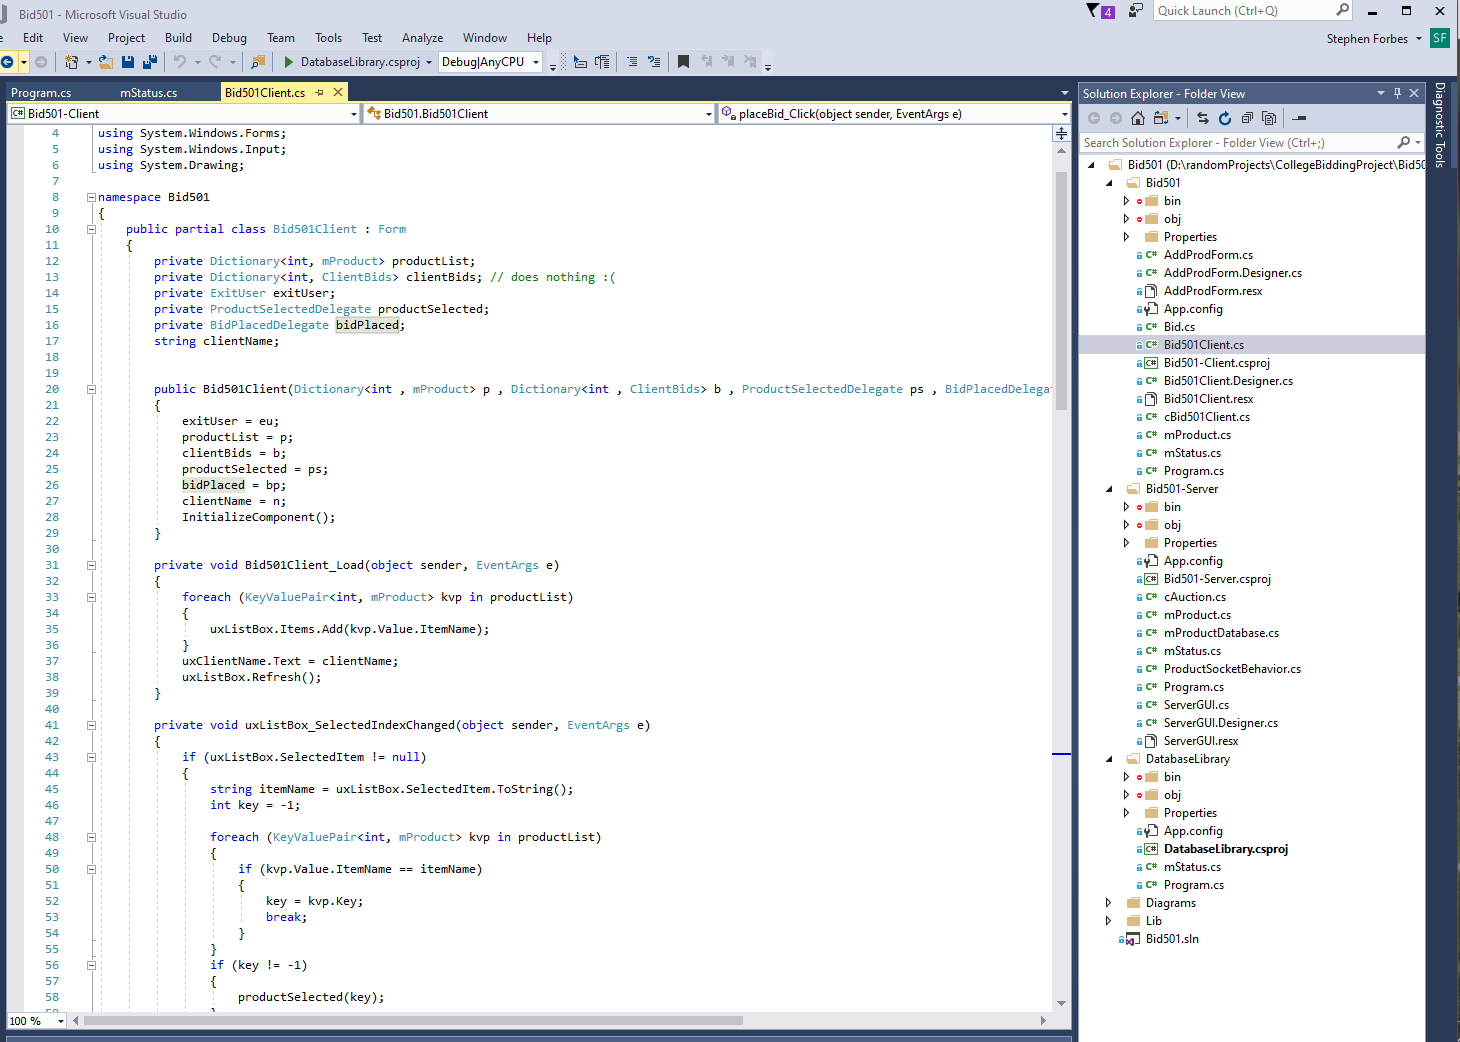 Bid501 - Microsoft Visual Studio
4
Quick Launch (Ctrl+Q)
Edit View Project Build Debug Team Tools Test Analyze Window Help
Stephen Forbes SF
DatabaseLibrary.csproj Debug|AnyCPU
Program.cs mStatus.cs Bid501Client.cs
Bid501-Client Bid501.Bid501Client placeBid_Click(object sender, EventArgs e)
4 using System.Windows.Forms;
5 using System.Windows.Input;
6 using System.Drawing;
7
8 namespace Bid501
9 {
10 public partial class Bid501Client : Form
11 {
12 private Dictionary<int, mProduct> productList;
13 private Dictionary<int, ClientBids> clientBids; // does nothing :(
14 private ExitUser exitUser;
15 private ProductSelectedDelegate productSelected;
16 private BidPlacedDelegate bidPlaced;
17 string clientName;
18
19
20 public Bid501Client(Dictionary<int , mProduct> p , Dictionary<int , ClientBids> b , ProductSelectedDelegate ps , BidPlacedDelega
21 {
22 exitUser = eu;
23 productList = p;
24 clientBids = b;
25 productSelected = ps;
26 bidPlaced = bp;
27 clientName = n;
28 InitializeComponent();
29 }
30
31 private void Bid501Client_Load(object sender, EventArgs e)
32 {
33 foreach (KeyValuePair<int, mProduct> kvp in productList)
34 {
35 uxListBox.Items.Add(kvp.Value.ItemName);
36 }
37 uxClientName.Text = clientName;
38 uxListBox.Refresh();
39 }
40
41 private void uxListBox_SelectedIndexChanged(object sender, EventArgs e)
42 {
43 if (uxListBox.SelectedItem != null)
44 {
45 string itemName = uxListBox.SelectedItem.ToString();
46 int key = -1;
47
48 foreach (KeyValuePair<int, mProduct> kvp in productList)
49 {
50 if (kvp.Value.ItemName == itemName)
51 {
52 key = kvp.Key;
53 break;
54 }
55 }
56 if (key != -1)
57 {
58 productSelected(key);
100 %
Solution Explorer - Folder View
Search Solution Explorer - Folder View (Ctrl+;)
Bid501 (D:\randomProjects\CollegeBiddingProject\Bid50
Bid501
bin
obj
Properties
AddProdForm.cs
AddProdForm.Designer.cs
AddProdForm.resx
App.config
Bid.cs
Bid501Client.cs
Bid501-Client.csproj
Bid501Client.Designer.cs
Bid501Client.resx
cBid501Client.cs
mProduct.cs
mStatus.cs
Program.cs
Bid501-Server
bin
obj
Properties
App.config
Bid501-Server.csproj
cAuction.cs
mProduct.cs
mProductDatabase.cs
mStatus.cs
ProductSocketBehavior.cs
Program.cs
ServerGUI.cs
ServerGUI.Designer.cs
ServerGUI.resx
DatabaseLibrary
bin
obj
Properties
App.config
DatabaseLibrary.csproj
mStatus.cs
Program.cs
Diagrams
Lib
Bid501.sln
Diagnostic Tools